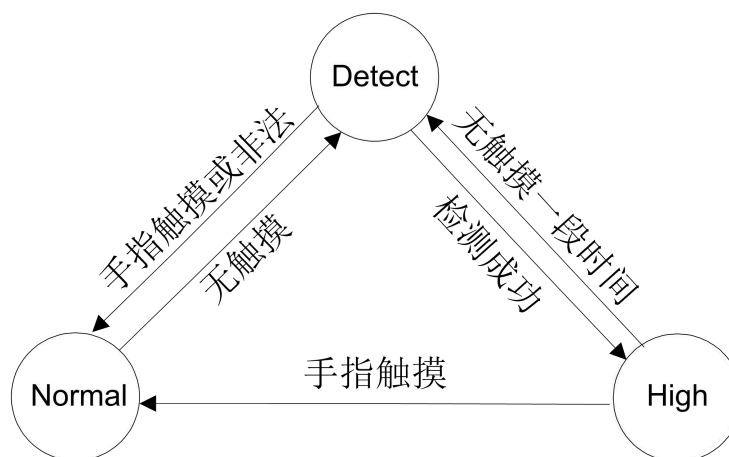 Detect
手指触摸或非法
无触摸
无触摸一段时间
检测成功
Normal
手指触摸
High